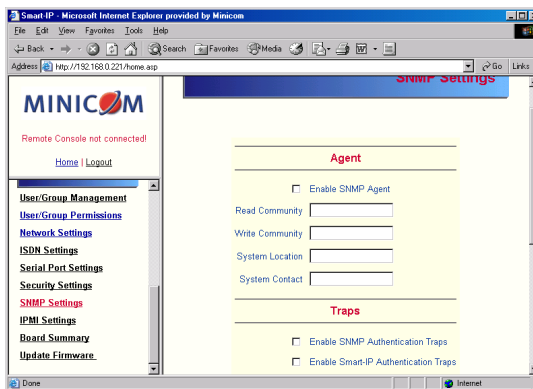 Smart-IP - Microsoft Internet Explorer provided by Minicom
File Edit View Favorites Tools Help
Back Search Favorites Media
Address http://192.168.0.221/home.asp Go Links
MINICOM
Remote Console not connected!
Home | Logout
User/Group Management
User/Group Permissions
Network Settings
ISDN Settings
Serial Port Settings
Security Settings
SNMP Settings
IPMI Settings
Board Summary
Update Firmware
SNMP Settings
Agent
Enable SNMP Agent
Read Community
Write Community
System Location
System Contact
Traps
Enable SNMP Authentication Traps
Enable Smart-IP Authentication Traps
Done Internet